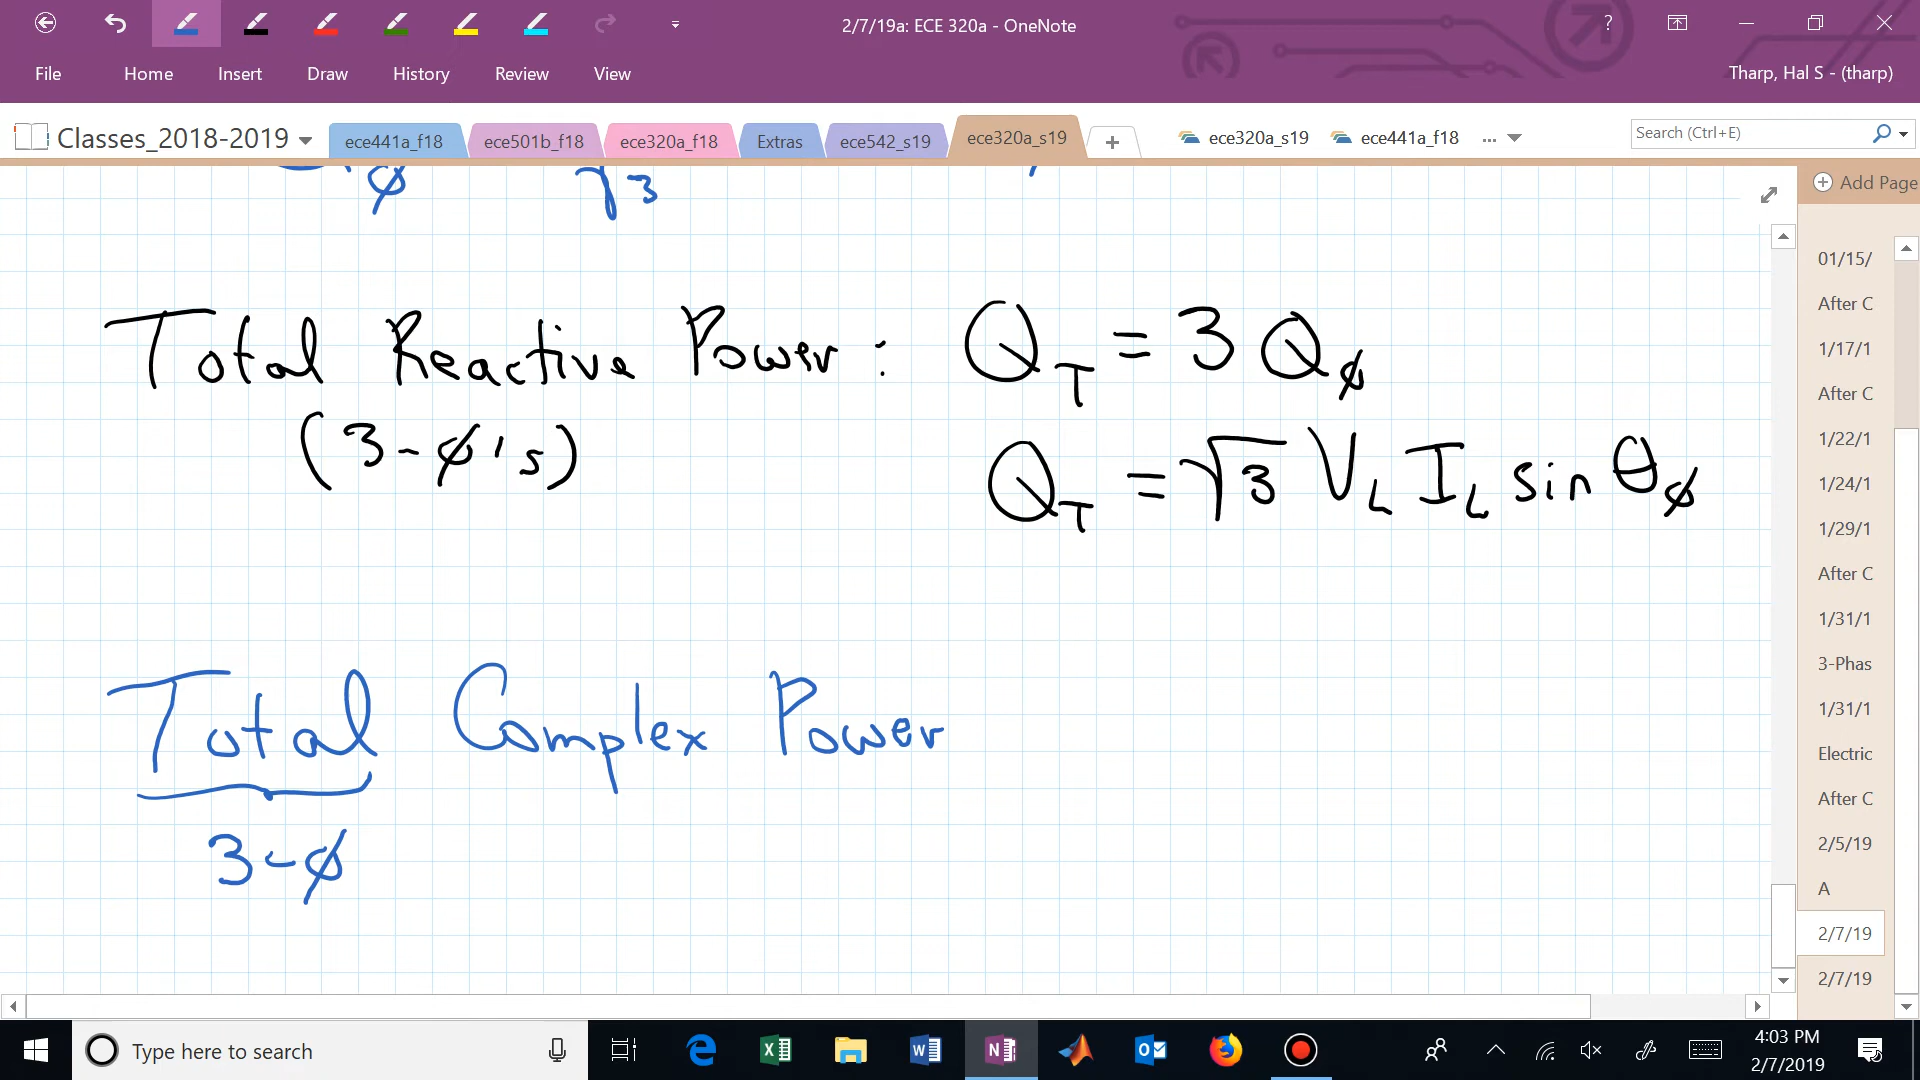 2/7/19a: ECE 320a - OneNote
?
File Home Insert Draw History Review View
Tharp, Hal S - (tharp)
Classes_2018-2019
ece441a_f18 ece501b_f18 ece320a_f18 Extras ece542_s19 ece320a_s19 +
ece320a_s19 ece441a_f18 ...
Search (Ctrl+E)
Add Page
ϕ √3
01/15/
After C
1/17/1
After C
1/22/1
1/24/1
1/29/1
After C
1/31/1
3-Phas
1/31/1
Electric
After C
2/5/19
A
2/7/19
2/7/19
Total Reactive Power: Q_T = 3 Q_ϕ
(3-ϕ's)
Q_T = √3 V_L I_L sin θ_ϕ
Total Complex Power
3-ϕ
Type here to search
4:03 PM
2/7/2019